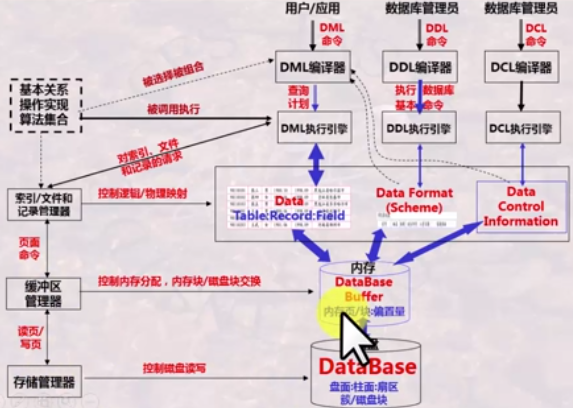 用户/应用
数据库管理员
数据库管理员
DML
命令
DDL
命令
DCL
命令
DML编译器
DDL编译器
DCL编译器
基本关系
操作实现
算法集合
被选择被组合
被调用执行
查询
计划
执行 数据库
基本 命令
DML执行引擎
DDL执行引擎
DCL执行引擎
对索引、文件
和记录的请求
索引/文件和
记录管理器
控制逻辑/物理映射
Data
Table:Record:Field
Data Format
(Scheme)
Data
Control
Information
页面
命令
缓冲区
管理器
控制内存分配，内存块/磁盘块交换
内存
DataBase
Buffer
内存页/块:偏置量
读页/
写页
存储管理器
控制磁盘读写
DataBase
盘面:柱面:扇区
簇/磁盘块